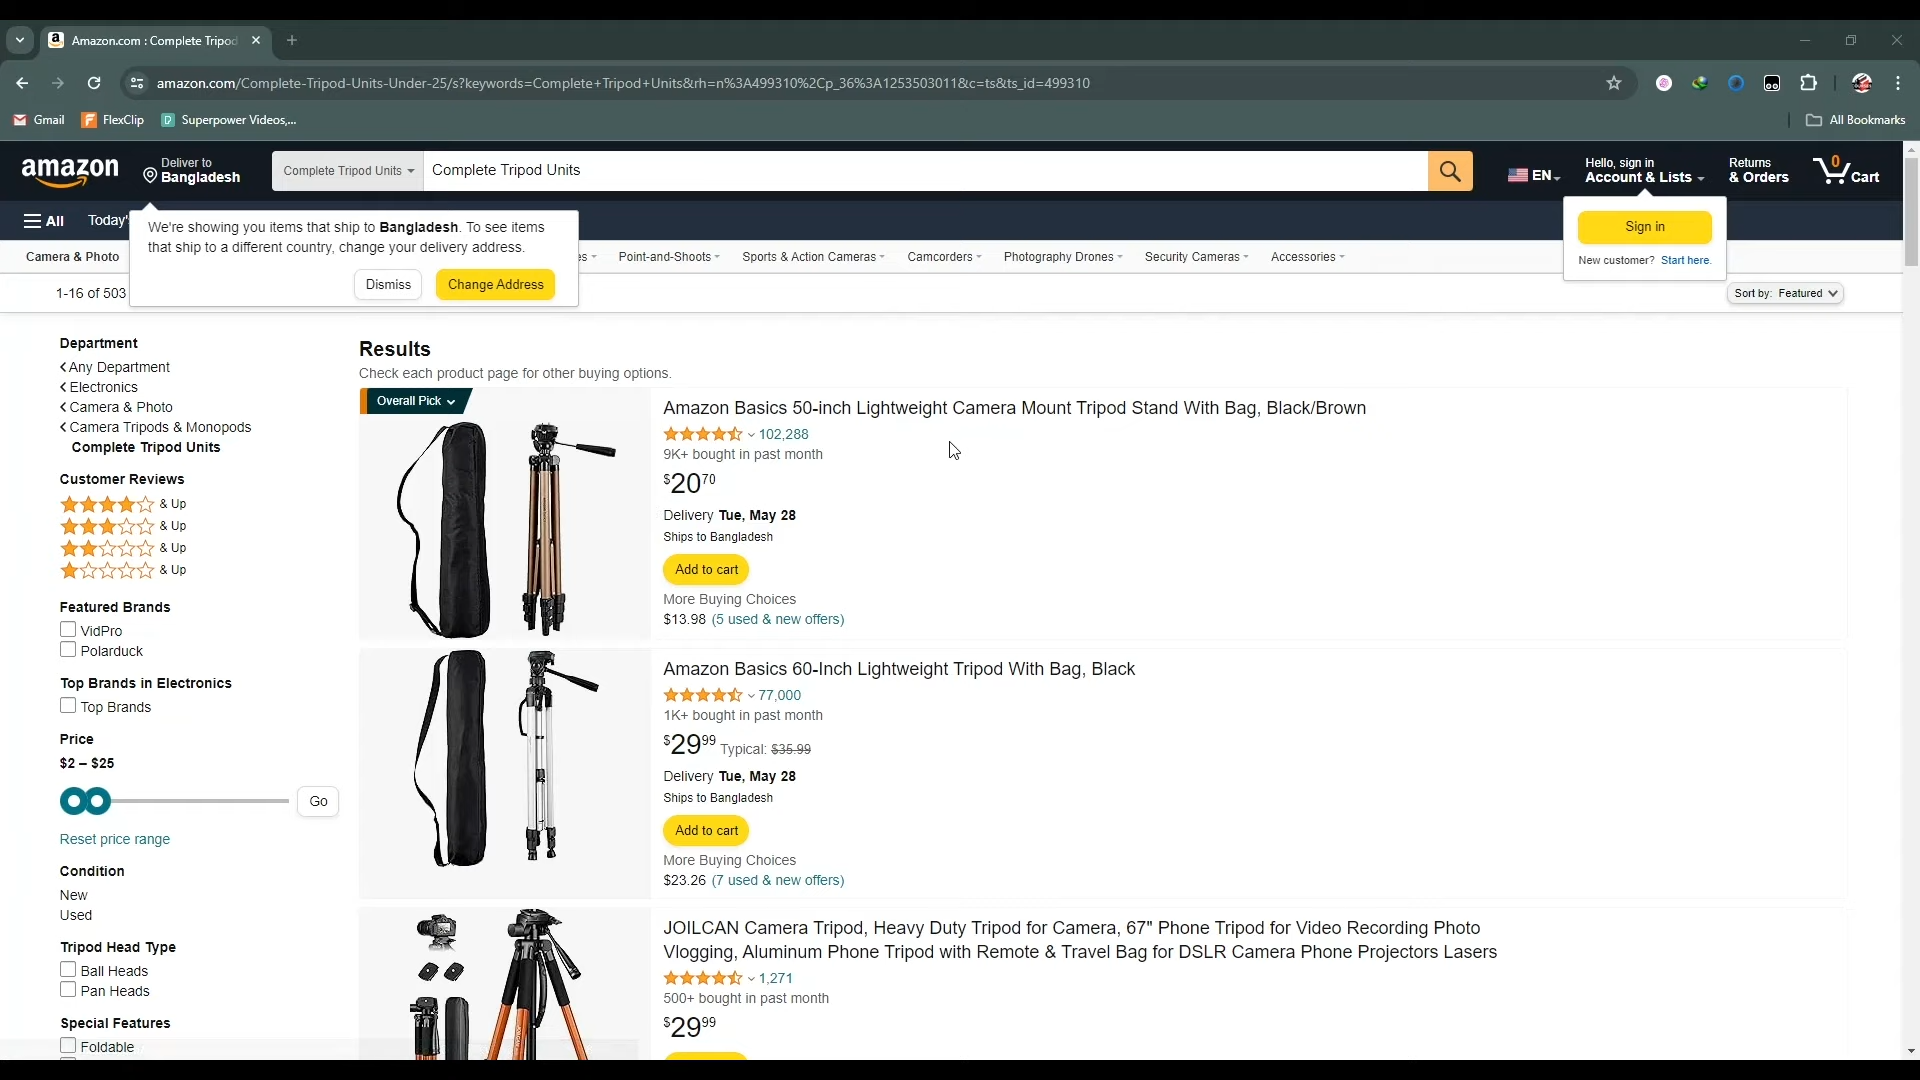 Amazon.com : Complete Tripod
amazon.com/Complete-Tripod-Units-Under-25/s?keywords=Complete+Tripod+Units&rh=n%3A499310%2Cp_36%3A1253503011&c=ts&ts_id=499310
Gmail FlexClip Superpower Videos,... All Bookmarks
amazon
Deliver to
Bangladesh
Complete Tripod Units
Complete Tripod Units
EN
Hello, sign in
Account & Lists
Returns
& Orders
0
Cart
All Today's
We're showing you items that ship to Bangladesh. To see items
that ship to a different country, change your delivery address.
Dismiss Change Address
Sign in
New customer? Start here.
Camera & Photo es Point-and-Shoots Sports & Action Cameras Camcorders Photography Drones Security Cameras Accessories
1-16 of 503
Sort by: Featured
Department
Any Department
Electronics
Camera & Photo
Camera Tripods & Monopods
Complete Tripod Units
Customer Reviews
& Up
& Up
& Up
& Up
Featured Brands
VidPro
Polarduck
Top Brands in Electronics
Top Brands
Price
$2 – $25
Go
Reset price range
Condition
New
Used
Tripod Head Type
Ball Heads
Pan Heads
Special Features
Foldable
Results
Check each product page for other buying options.
Overall Pick
Amazon Basics 50-inch Lightweight Camera Mount Tripod Stand With Bag, Black/Brown
102,288
9K+ bought in past month
$2070
Delivery Tue, May 28
Ships to Bangladesh
Add to cart
More Buying Choices
$13.98 (5 used & new offers)
Amazon Basics 60-Inch Lightweight Tripod With Bag, Black
77,000
1K+ bought in past month
$2999 Typical: $35.99
Delivery Tue, May 28
Ships to Bangladesh
Add to cart
More Buying Choices
$23.26 (7 used & new offers)
JOILCAN Camera Tripod, Heavy Duty Tripod for Camera, 67" Phone Tripod for Video Recording Photo
Vlogging, Aluminum Phone Tripod with Remote & Travel Bag for DSLR Camera Phone Projectors Lasers
1,271
500+ bought in past month
$2999